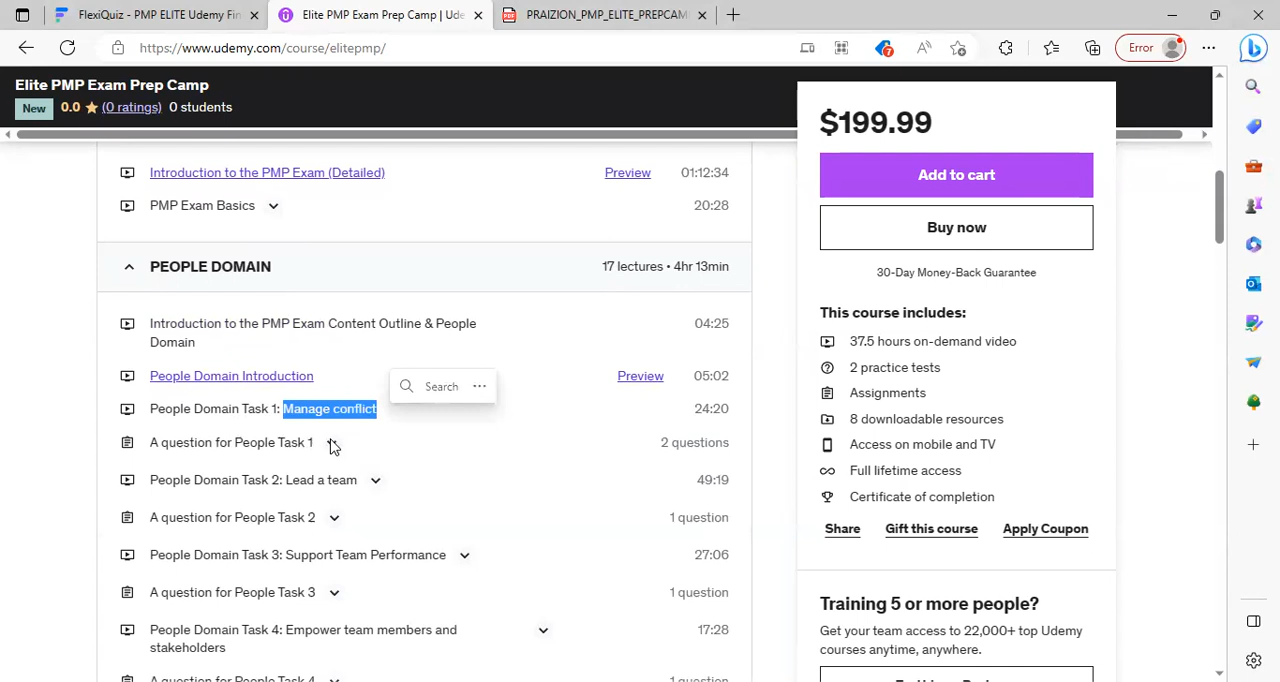 FlexiQuiz - PMP ELITE Udemy Fin
Elite PMP Exam Prep Camp | Ude
PRAIZION_PMP_ELITE_PREPCAM
https://www.udemy.com/course/elitepmp/
Error
7
Elite PMP Exam Prep Camp
New 0.0 (0 ratings) 0 students
Introduction to the PMP Exam (Detailed) Preview 01:12:34
PMP Exam Basics 20:28
PEOPLE DOMAIN 17 lectures • 4hr 13min
Introduction to the PMP Exam Content Outline & People
Domain 04:25
People Domain Introduction Preview 05:02
Search
People Domain Task 1: Manage conflict 24:20
A question for People Task 1 2 questions
People Domain Task 2: Lead a team 49:19
A question for People Task 2 1 question
People Domain Task 3: Support Team Performance 27:06
A question for People Task 3 1 question
People Domain Task 4: Empower team members and
stakeholders 17:28
A question for People Task 4 1 question
$199.99
Add to cart
Buy now
30-Day Money-Back Guarantee
This course includes:
37.5 hours on-demand video
2 practice tests
Assignments
8 downloadable resources
Access on mobile and TV
Full lifetime access
Certificate of completion
Share Gift this course Apply Coupon
Training 5 or more people?
Get your team access to 22,000+ top Udemy
courses anytime, anywhere.